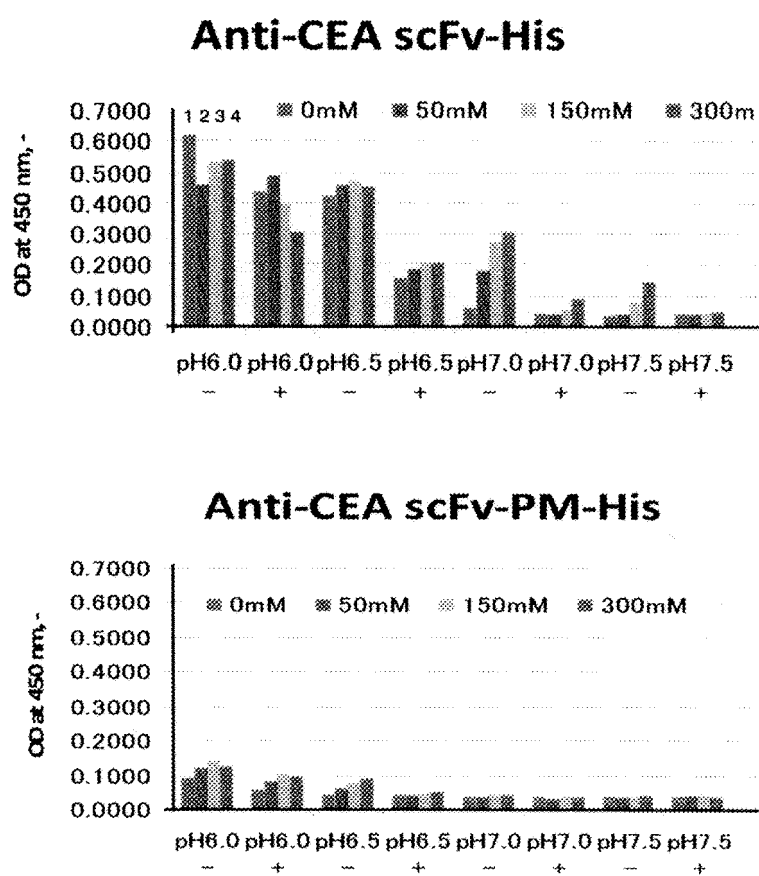 Anti-CEA scFv-His
OD at 450 nm, -
0.7000
0.6000
0.5000
0.4000
0.3000
0.2000
0.1000
0.0000
1 2 3 4
0mM 50mM 150mM 300m
pH6.0 pH6.0 pH6.5 pH6.5 pH7.0 pH7.0 pH7.5 pH7.5
− + − + − + − +
Anti-CEA scFv-PM-His
OD at 450 nm, -
0.7000
0.6000
0.5000
0.4000
0.3000
0.2000
0.1000
0.0000
0mM 50mM 150mM 300mM
pH6.0 pH6.0 pH6.5 pH6.5 pH7.0 pH7.0 pH7.5 pH7.5
− + − + − + − +